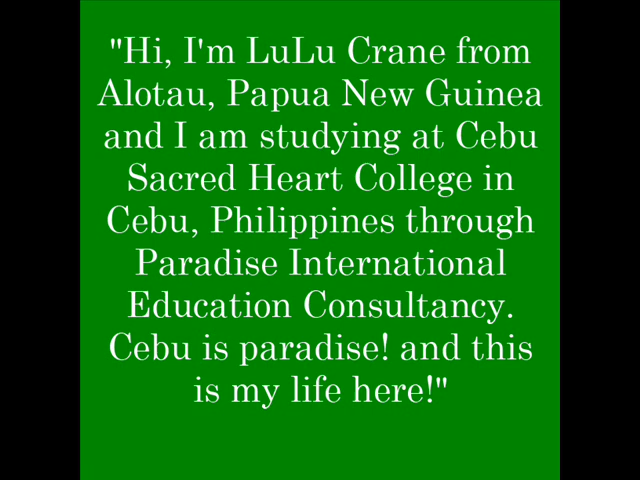 "Hi, I'm LuLu Crane from
Alotau, Papua New Guinea
and I am studying at Cebu
Sacred Heart College in
Cebu, Philippines through
Paradise International
Education Consultancy.
Cebu is paradise! and this
is my life here!"